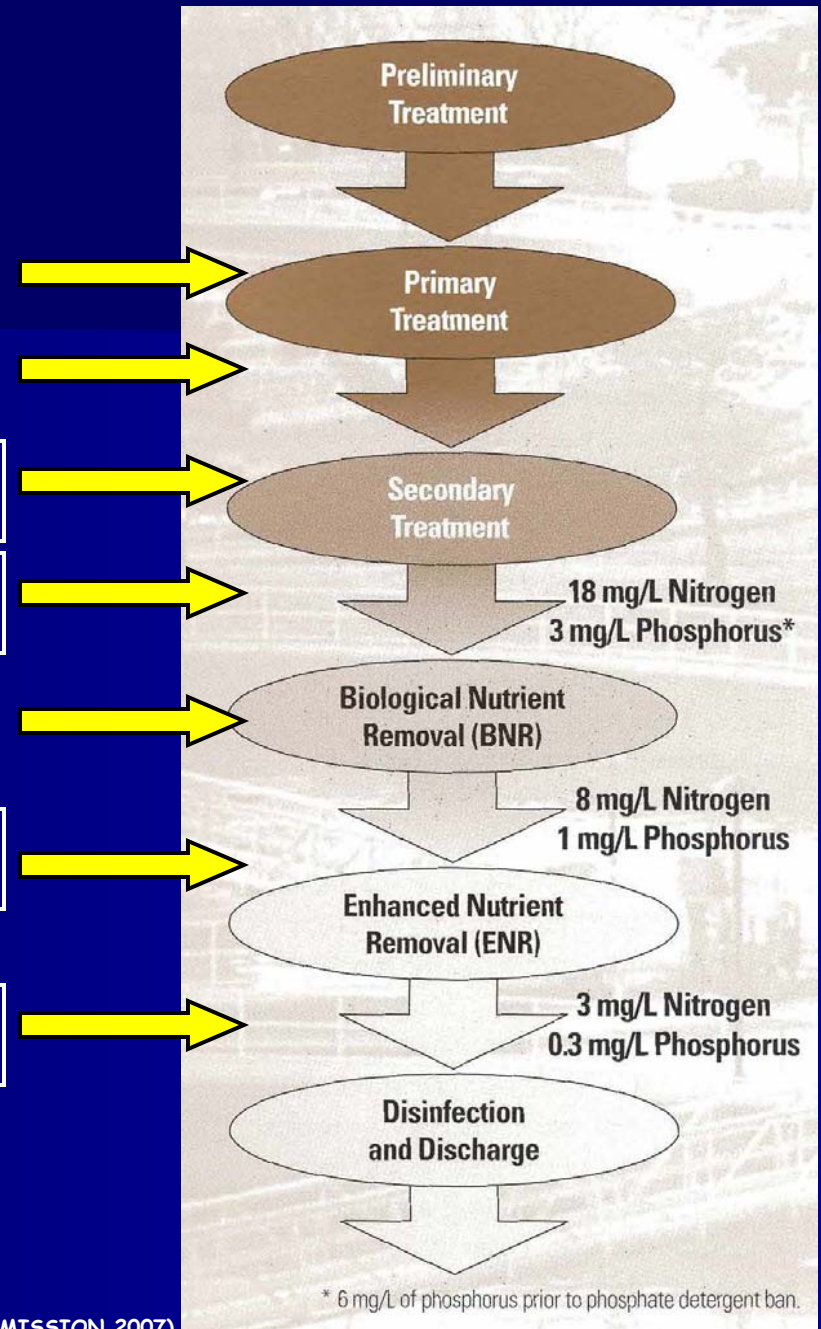 Preliminary
Treatment
Primary
Treatment
Secondary
Treatment
18 mg/L Nitrogen
3 mg/L Phosphorus*
Biological Nutrient
Removal (BNR)
8 mg/L Nitrogen
1 mg/L Phosphorus
Enhanced Nutrient
Removal (ENR)
3 mg/L Nitrogen
0.3 mg/L Phosphorus
Disinfection
and Discharge
* 6 mg/L of phosphorus prior to phosphate detergent ban.
MISSION 2007)